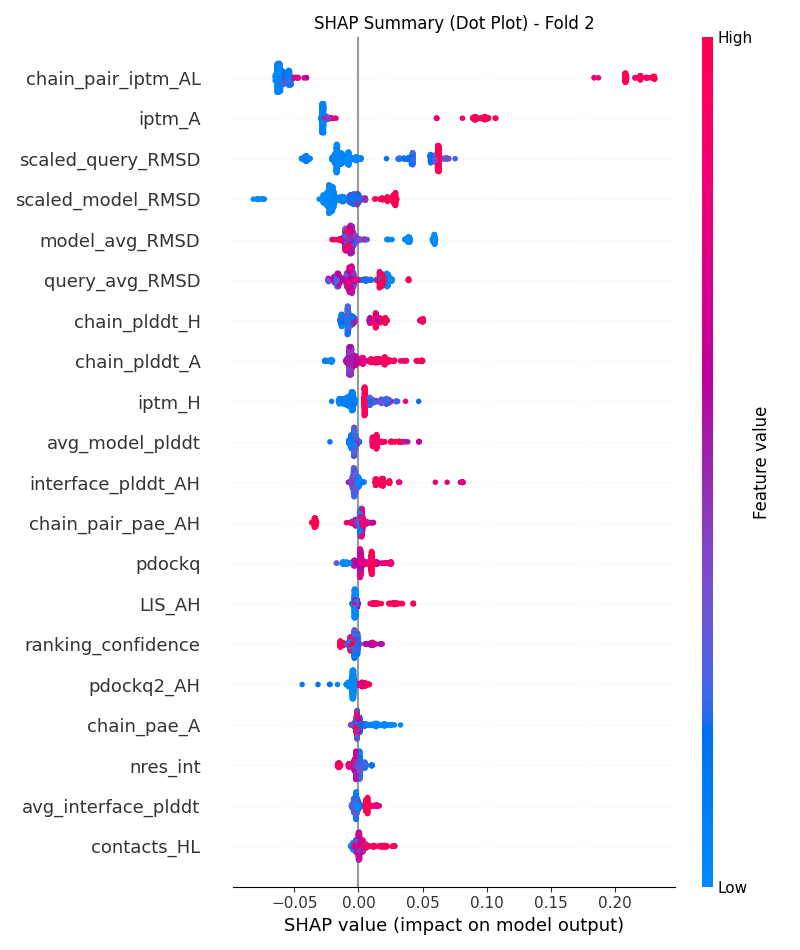 SHAP Summary (Dot Plot) - Fold 2
High
chain_pair_iptm_AL
iptm_A
scaled_query_RMSD
scaled_model_RMSD
model_avg_RMSD
query_avg_RMSD
chain_plddt_H
chain_plddt_A
iptm_H
avg_model_plddt
interface_plddt_AH
chain_pair_pae_AH
pdockq
LIS_AH
ranking_confidence
pdockq2_AH
chain_pae_A
nres_int
avg_interface_plddt
contacts_HL
Feature value
Low
−0.05 0.00 0.05 0.10 0.15 0.20
SHAP value (impact on model output)